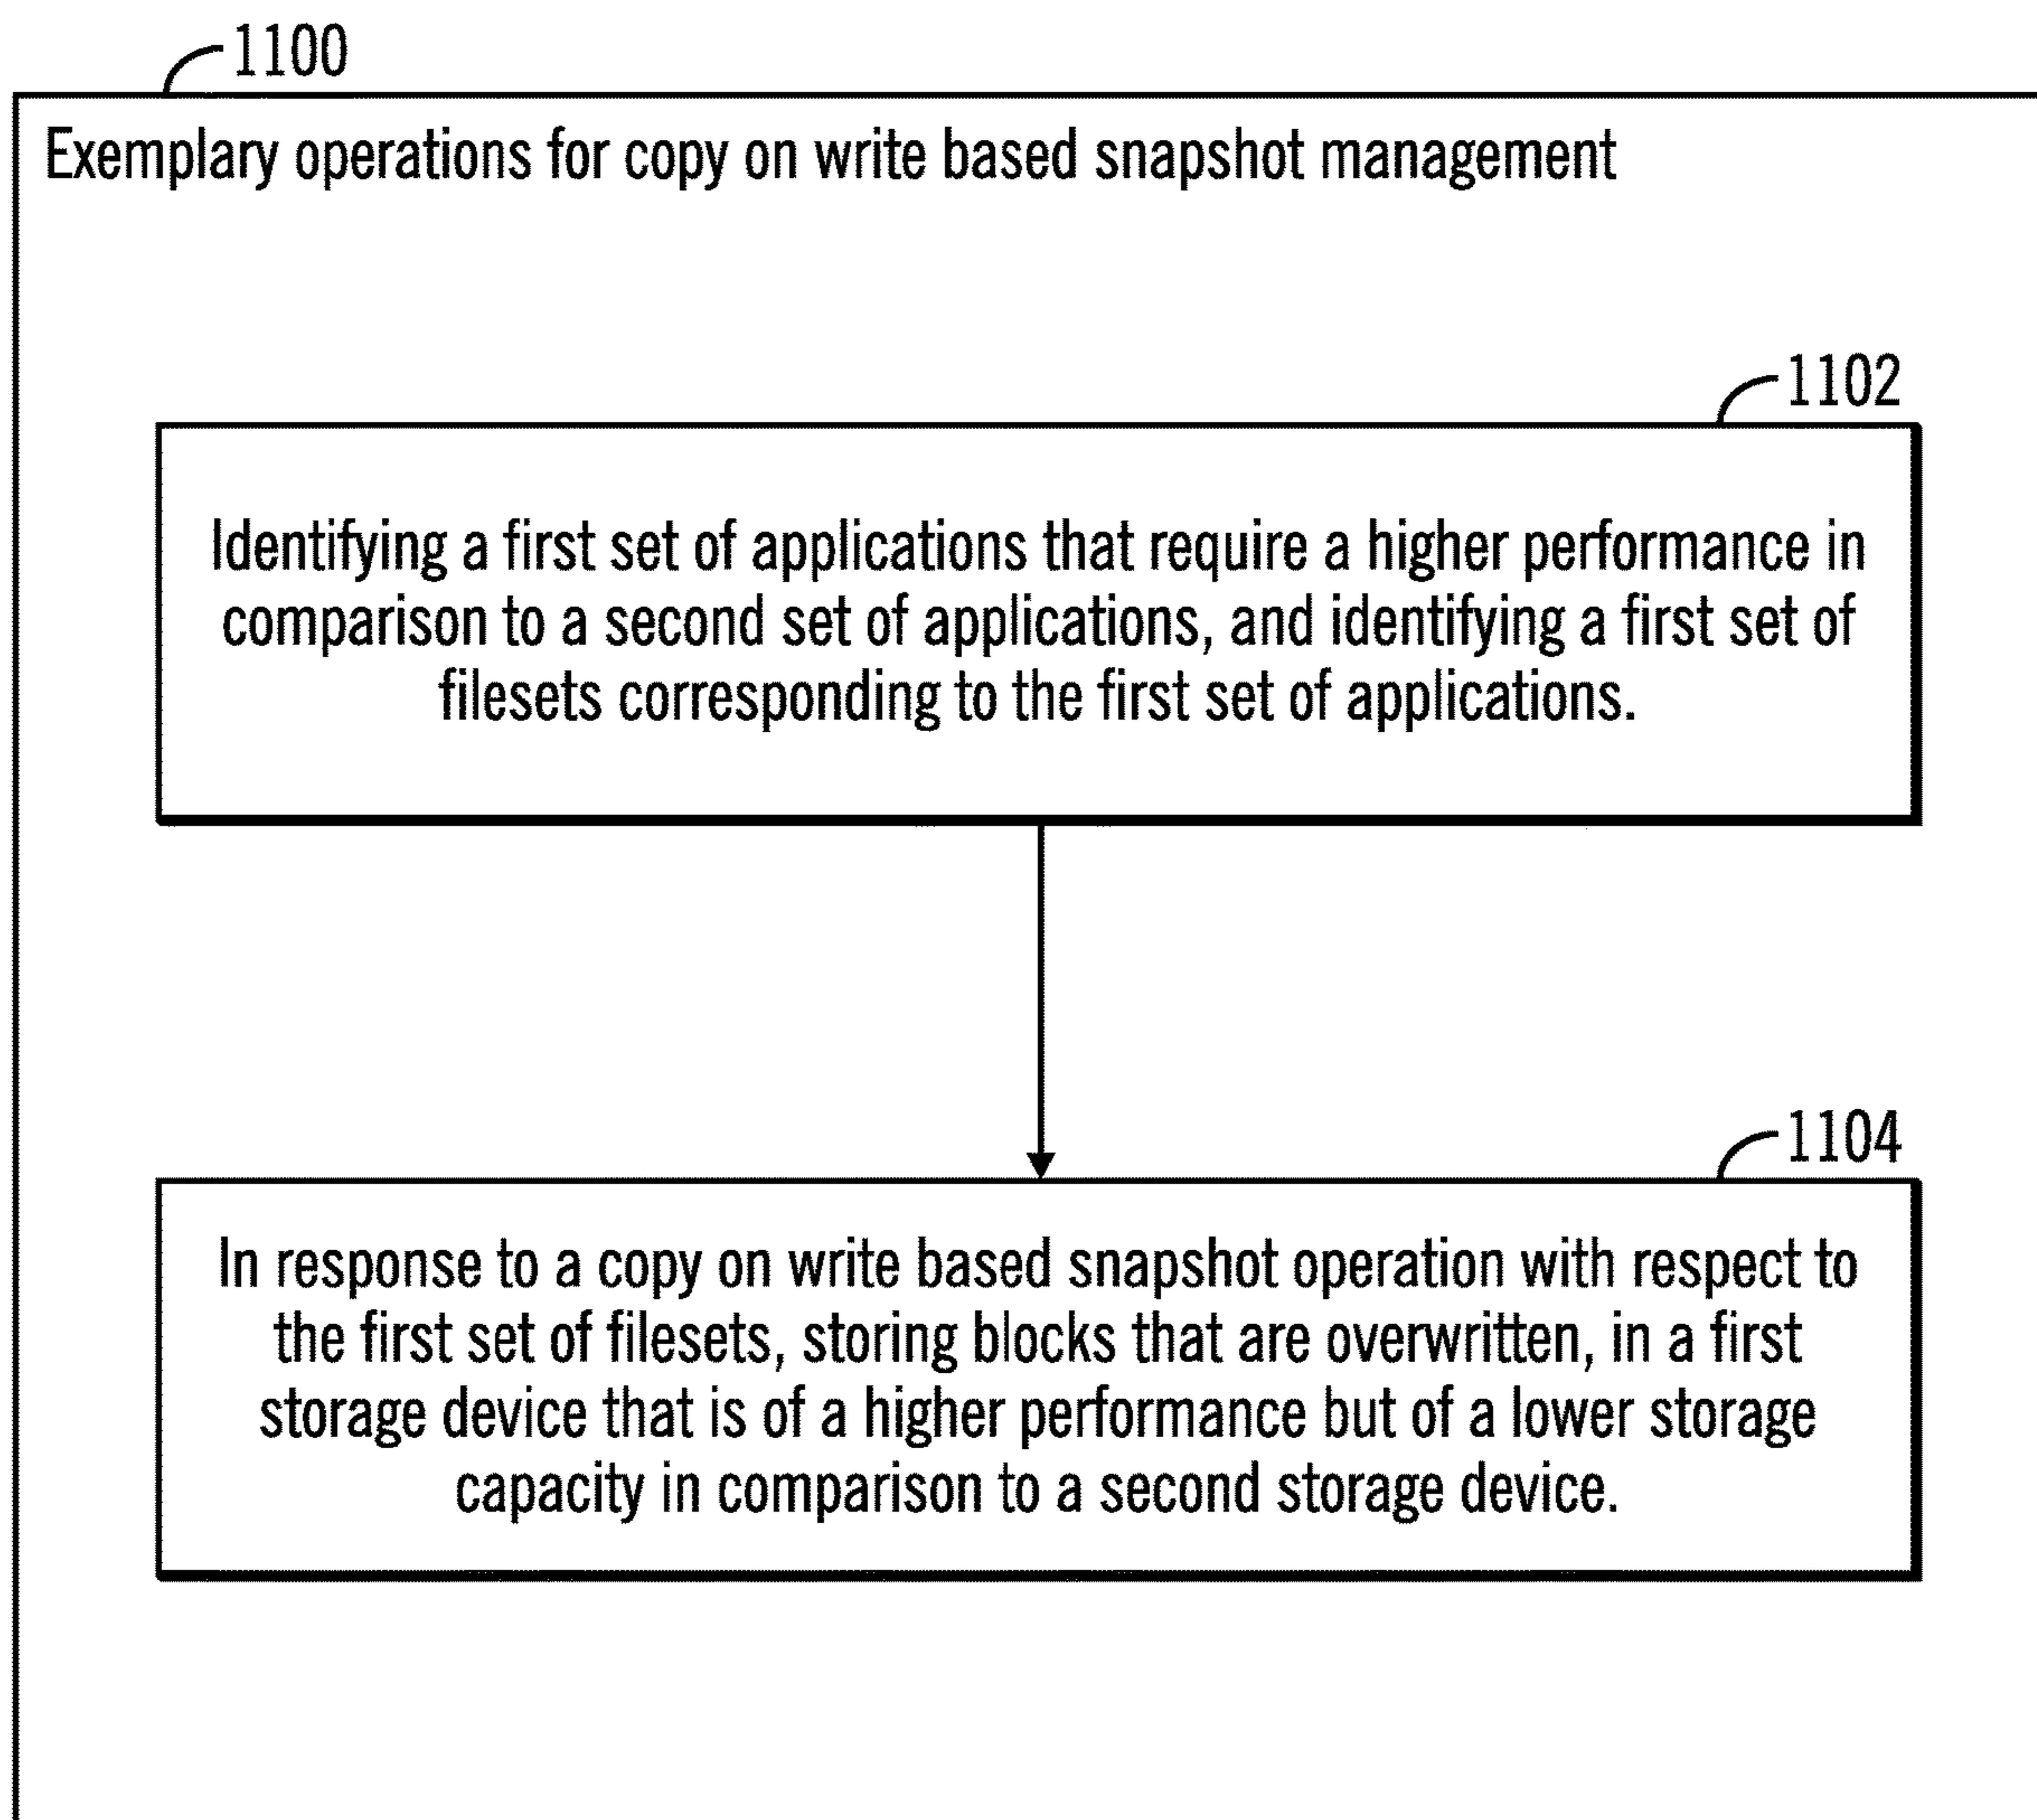 1100
Exemplary operations for copy on write based snapshot management
1102
Identifying a first set of applications that require a higher performance in
comparison to a second set of applications, and identifying a first set of
filesets corresponding to the first set of applications.
1104
In response to a copy on write based snapshot operation with respect to
the first set of filesets, storing blocks that are overwritten, in a first
storage device that is of a higher performance but of a lower storage
capacity in comparison to a second storage device.